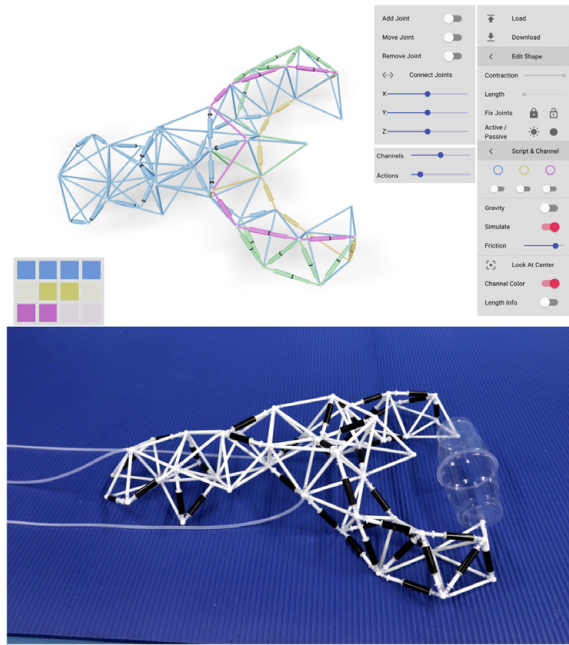 Add Joint
Move Joint
Remove Joint
Connect Joints
X:
Y:
Z:
Channels
Actions
Load
Download
Edit Shape
Contraction
Length
Fix Joints
Active /
Passive
Script & Channel
Gravity
Simulate
Friction
Look At Center
Channel Color
Length Info